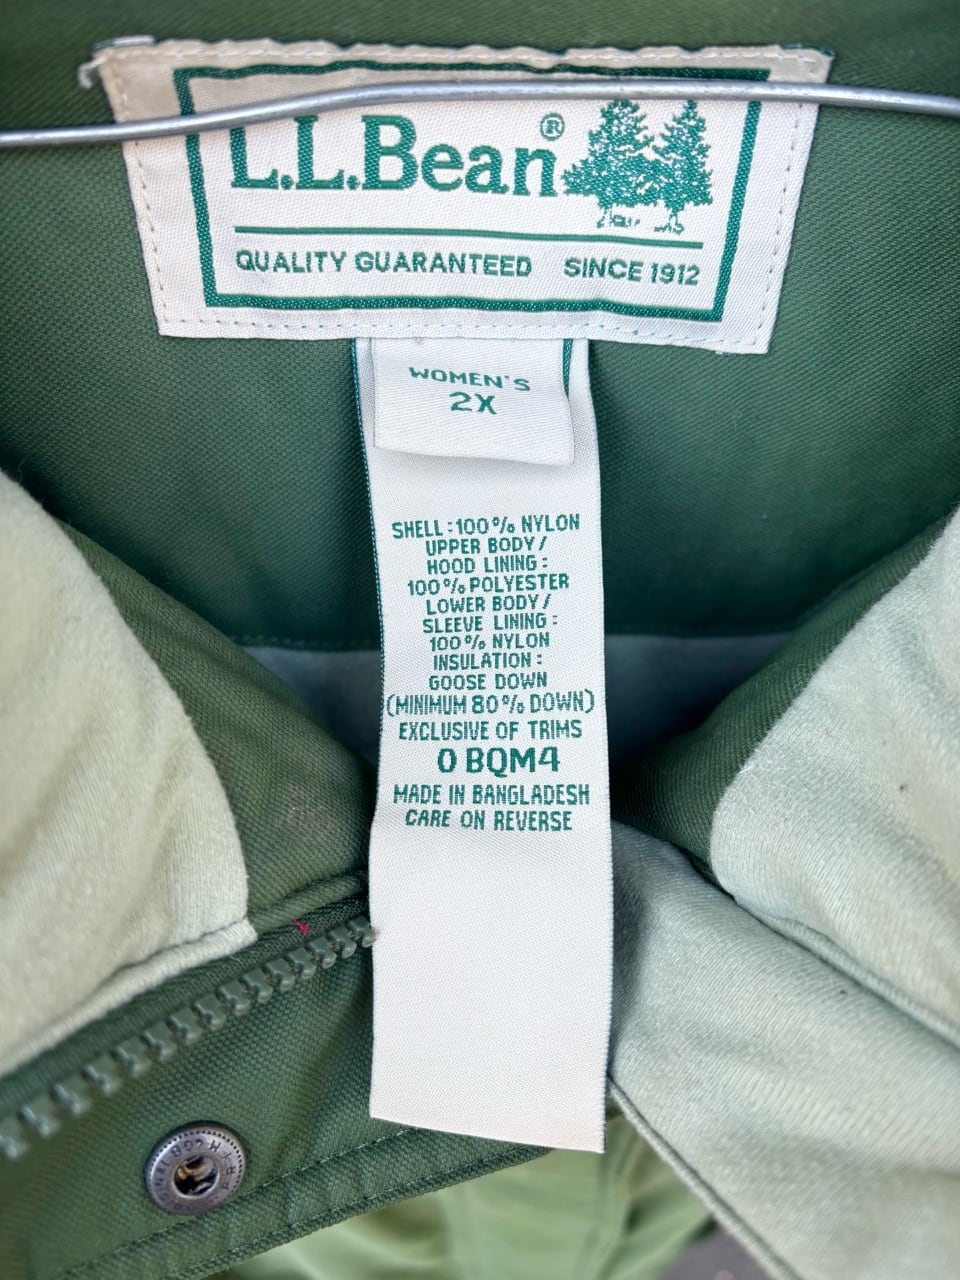 L.L.Bean®
QUALITY GUARANTEED SINCE 1912
WOMEN'S
2X
SHELL: 100% NYLON
UPPER BODY/
HOOD LINING:
100% POLYESTER
LOWER BODY/
SLEEVE LINING:
100% NYLON
INSULATION:
GOOSE DOWN
(MINIMUM 80% DOWN)
EXCLUSIVE OF TRIMS
0 BQM4
MADE IN BANGLADESH
CARE ON REVERSE